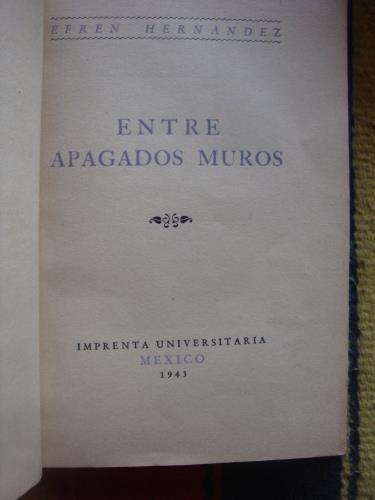 EFREN HERNANDEZ
ENTRE
APAGADOS MUROS
IMPRENTA UNIVERSITARIA
MEXICO
1943